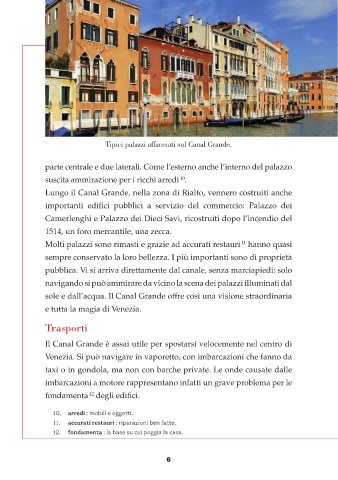 Tipici palazzi affacciati sul Canal Grande.
parte centrale e due laterali. Come l'esterno anche l'interno del palazzo
suscita ammirazione per i ricchi arredi¹⁰.
Lungo il Canal Grande, nella zona di Rialto, vennero costruiti anche
importanti edifici pubblici a servizio del commercio: Palazzo dei
Camerlenghi e Palazzo dei Dieci Savi, ricostruiti dopo l'incendio del
1514, un foro mercantile, una zecca.
Molti palazzi sono rimasti e grazie ad accurati restauri¹¹ hanno quasi
sempre conservato la loro bellezza. I più importanti sono di proprietà
pubblica. Vi si arriva direttamente dal canale, senza marciapiedi: solo
navigando si può ammirare da vicino la scena dei palazzi illuminati dal
sole e dall'acqua. Il Canal Grande offre così una visione straordinaria
e tutta la magia di Venezia.
Trasporti
Il Canal Grande è assai utile per spostarsi velocemente nel centro di
Venezia. Si può navigare in vaporetto, con imbarcazioni che fanno da
taxi o in gondola, ma non con barche private. Le onde causate dalle
imbarcazioni a motore rappresentano infatti un grave problema per le
fondamenta¹² degli edifici.
10. arredi : mobili e oggetti.
11. accurati restauri : riparazioni ben fatte.
12. fondamenta : la base su cui poggia la casa.
6